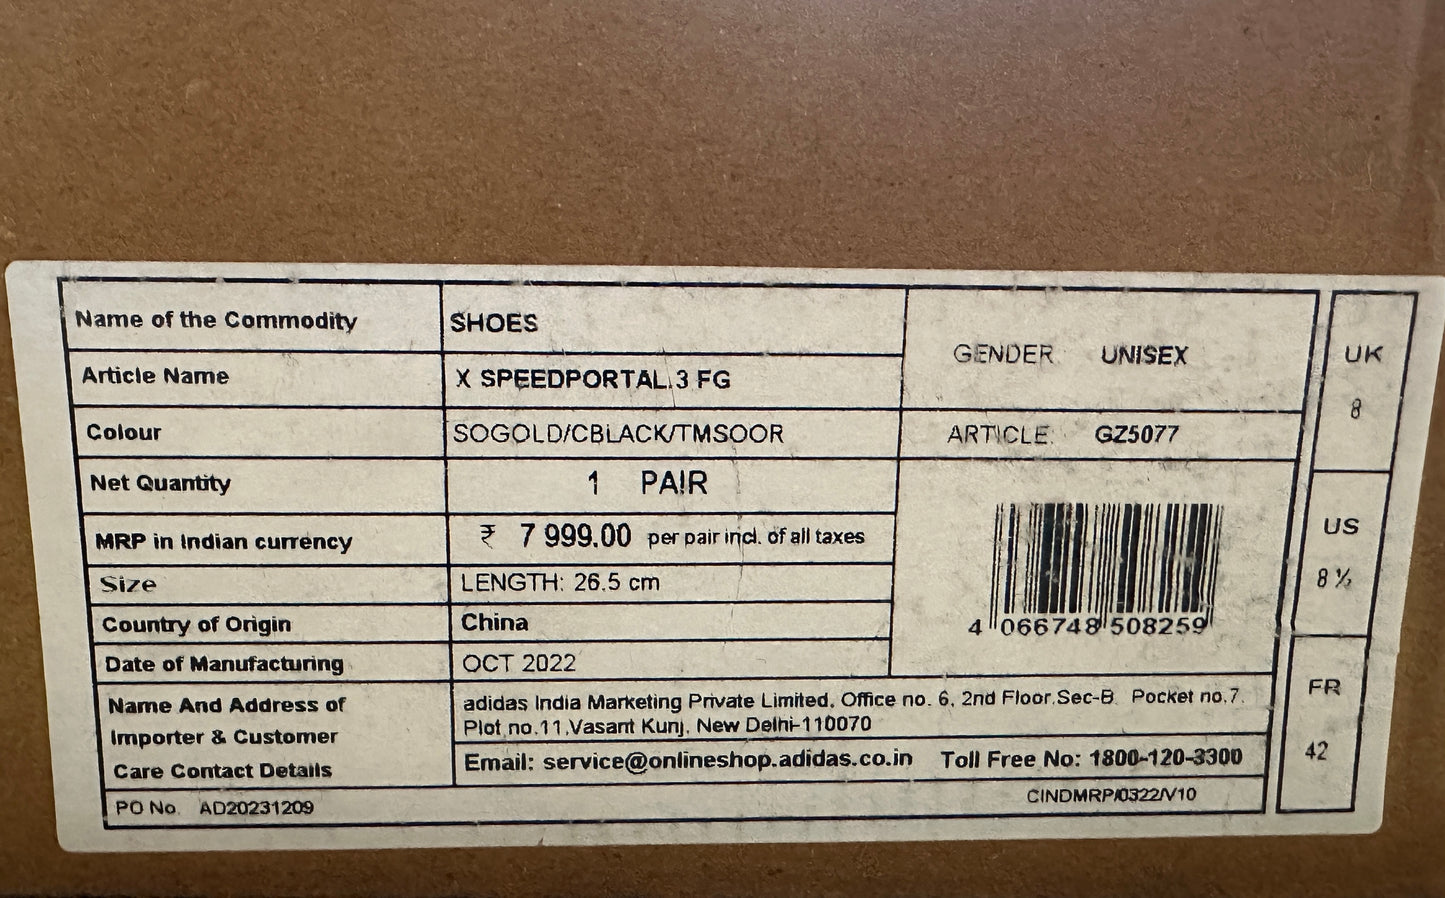 Name of the Commodity SHOES
GENDER: UNISEX
Article Name X SPEEDPORTAL.3 FG
Colour SOGOLD/CBLACK/TMSOOR
ARTICLE: GZ5077
Net Quantity 1 PAIR
MRP in Indian currency ₹ 7 999.00 per pair incl. of all taxes
Size LENGTH: 26.5 cm
Country of Origin China
Date of Manufacturing OCT 2022
4 066748 508259
Name And Address of
Importer & Customer
Care Contact Details
adidas India Marketing Private Limited, Office no. 6, 2nd Floor,Sec-B, Pocket no.7,
Plot no.11,Vasant Kunj, New Delhi-110070
Email: service@onlineshop.adidas.co.in Toll Free No: 1800-120-3300
PO No. AD20231209
CINDMRP/0322/V10
UK
8
US
8 ½
FR
42